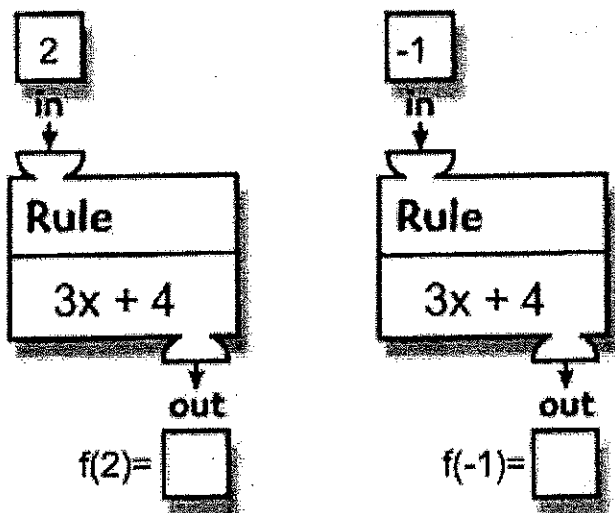 2
in
Rule
3x + 4
out
f(2)=
-1
in
Rule
3x + 4
out
f(-1)=